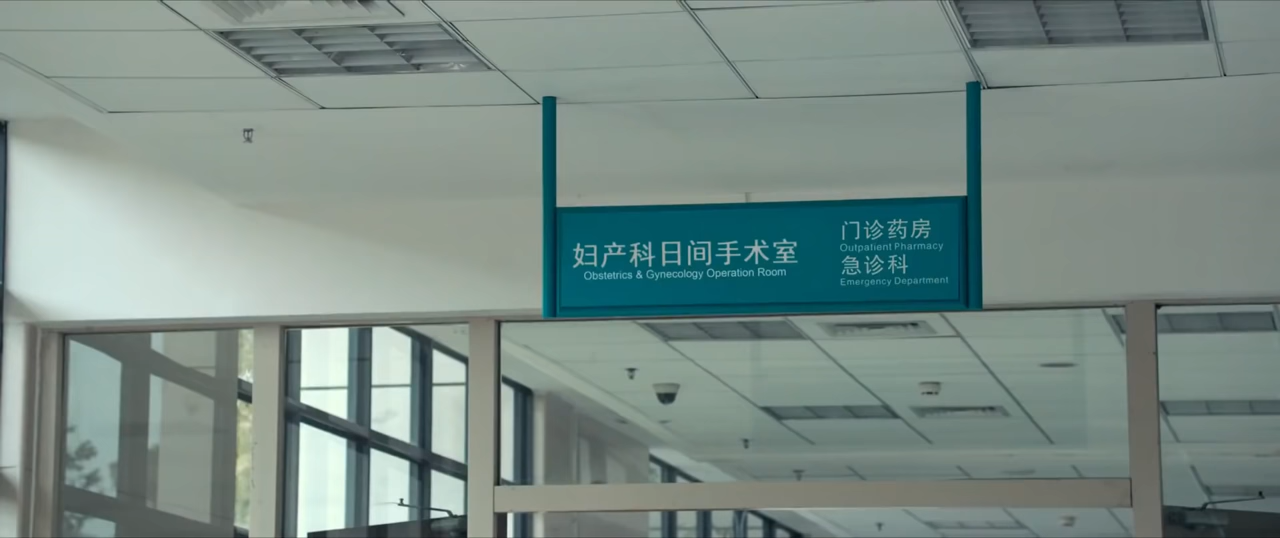 妇产科日间手术室
Obstetrics & Gynecology Operation Room
门诊药房
Outpatient Pharmacy
急诊科
Emergency Department